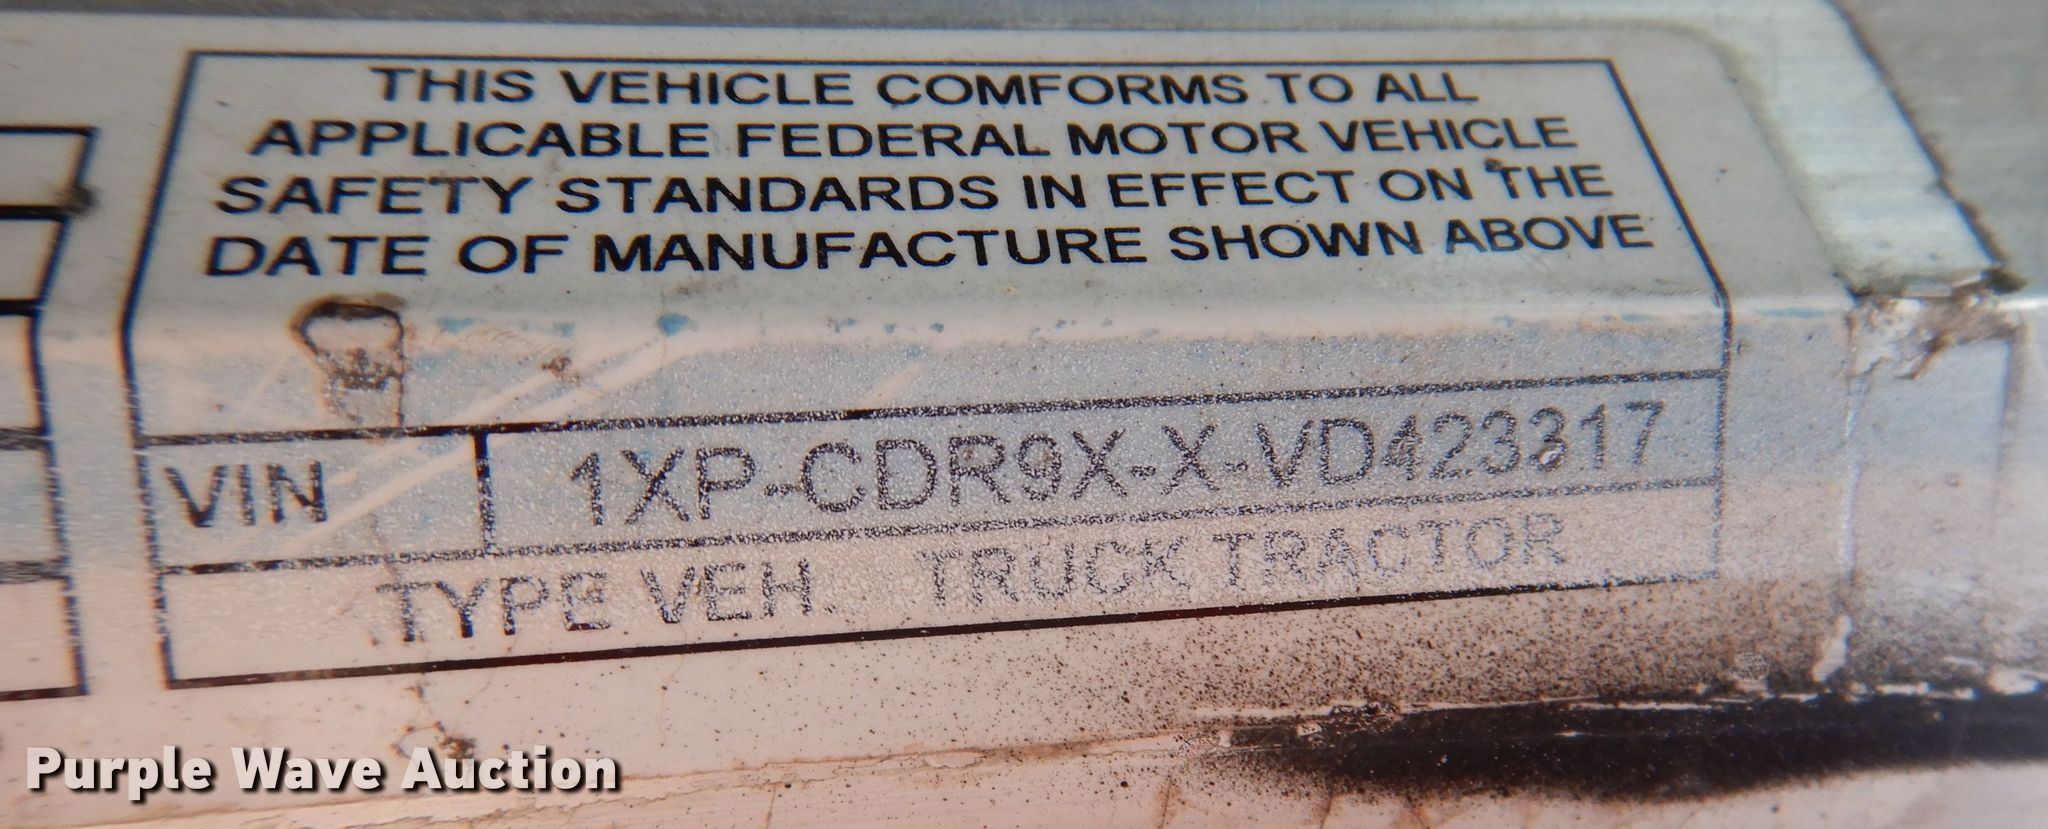 THIS VEHICLE COMFORMS TO ALL
APPLICABLE FEDERAL MOTOR VEHICLE
SAFETY STANDARDS IN EFFECT ON THE
DATE OF MANUFACTURE SHOWN ABOVE
VIN 1XP-CDR9X-X-VD423317
TYPE VEH. TRUCK TRACTOR
Purple Wave Auction